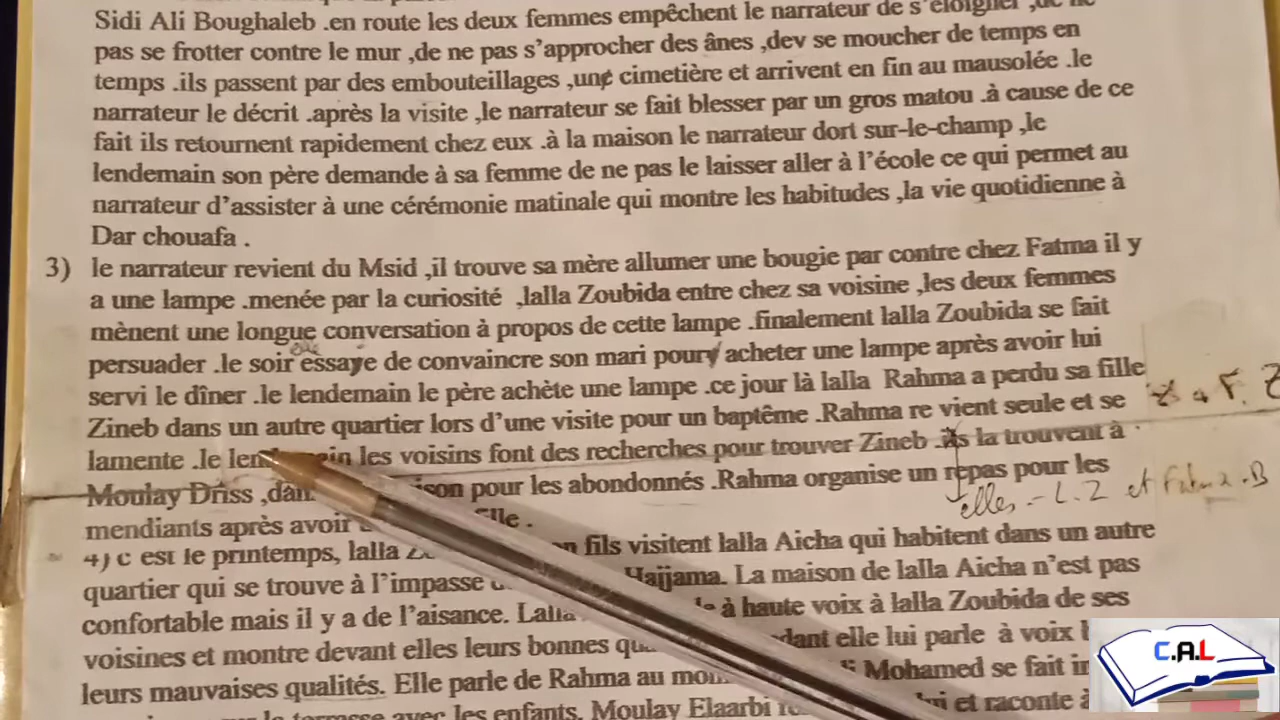 Sidi Ali Boughaleb .en route les deux femmes empêchent le narrateur de s'éloigner ,de ne
pas se frotter contre le mur ,de ne pas s'approcher des ânes ,dev se moucher de temps en
temps .ils passent par des embouteillages ,une cimetière et arrivent en fin au mausolée .le
narrateur le décrit .après la visite ,le narrateur se fait blesser par un gros matou .à cause de ce
fait ils retournent rapidement chez eux .à la maison le narrateur dort sur-le-champ ,le
lendemain son père demande à sa femme de ne pas le laisser aller à l'école ce qui permet au
narrateur d'assister à une cérémonie matinale qui montre les habitudes ,la vie quotidienne à
Dar chouafa .
3) le narrateur revient du Msid ,il trouve sa mère allumer une bougie par contre chez Fatma il y
a une lampe .menée par la curiosité ,lalla Zoubida entre chez sa voisine ,les deux femmes
mènent une longue conversation à propos de cette lampe .finalement lalla Zoubida se fait
persuader .le soir essaye de convaincre son mari poury acheter une lampe après avoir lui
servi le dîner .le lendemain le père achète une lampe .ce jour là lalla Rahma a perdu sa fille
Zineb dans un autre quartier lors d'une visite pour un baptême .Rahma re vient seule et se
lamente .le les voisins font des recherches pour trouver Zineb .ils la trouvent à
Moulay Driss pour les abondonnés .Rahma organise un repas pour les
elles - L.Z et Fatma .B
mendiants après avoir
4) c est le printemps, lalla fils visitent lalla Aicha qui habitent dans un autre
quartier qui se trouve à l'impasse Hajjama. La maison de lalla Aicha n'est pas
confortable mais il y a de l'aisance. Lalla à haute voix à lalla Zoubida de ses
voisines et montre devant elles leurs bonnes elle lui parle à voix
leurs mauvaises qualités. Elle parle de Rahma au Mohamed se fait
avec les enfants. Moulay Elaarbi et raconte à
C.A.L